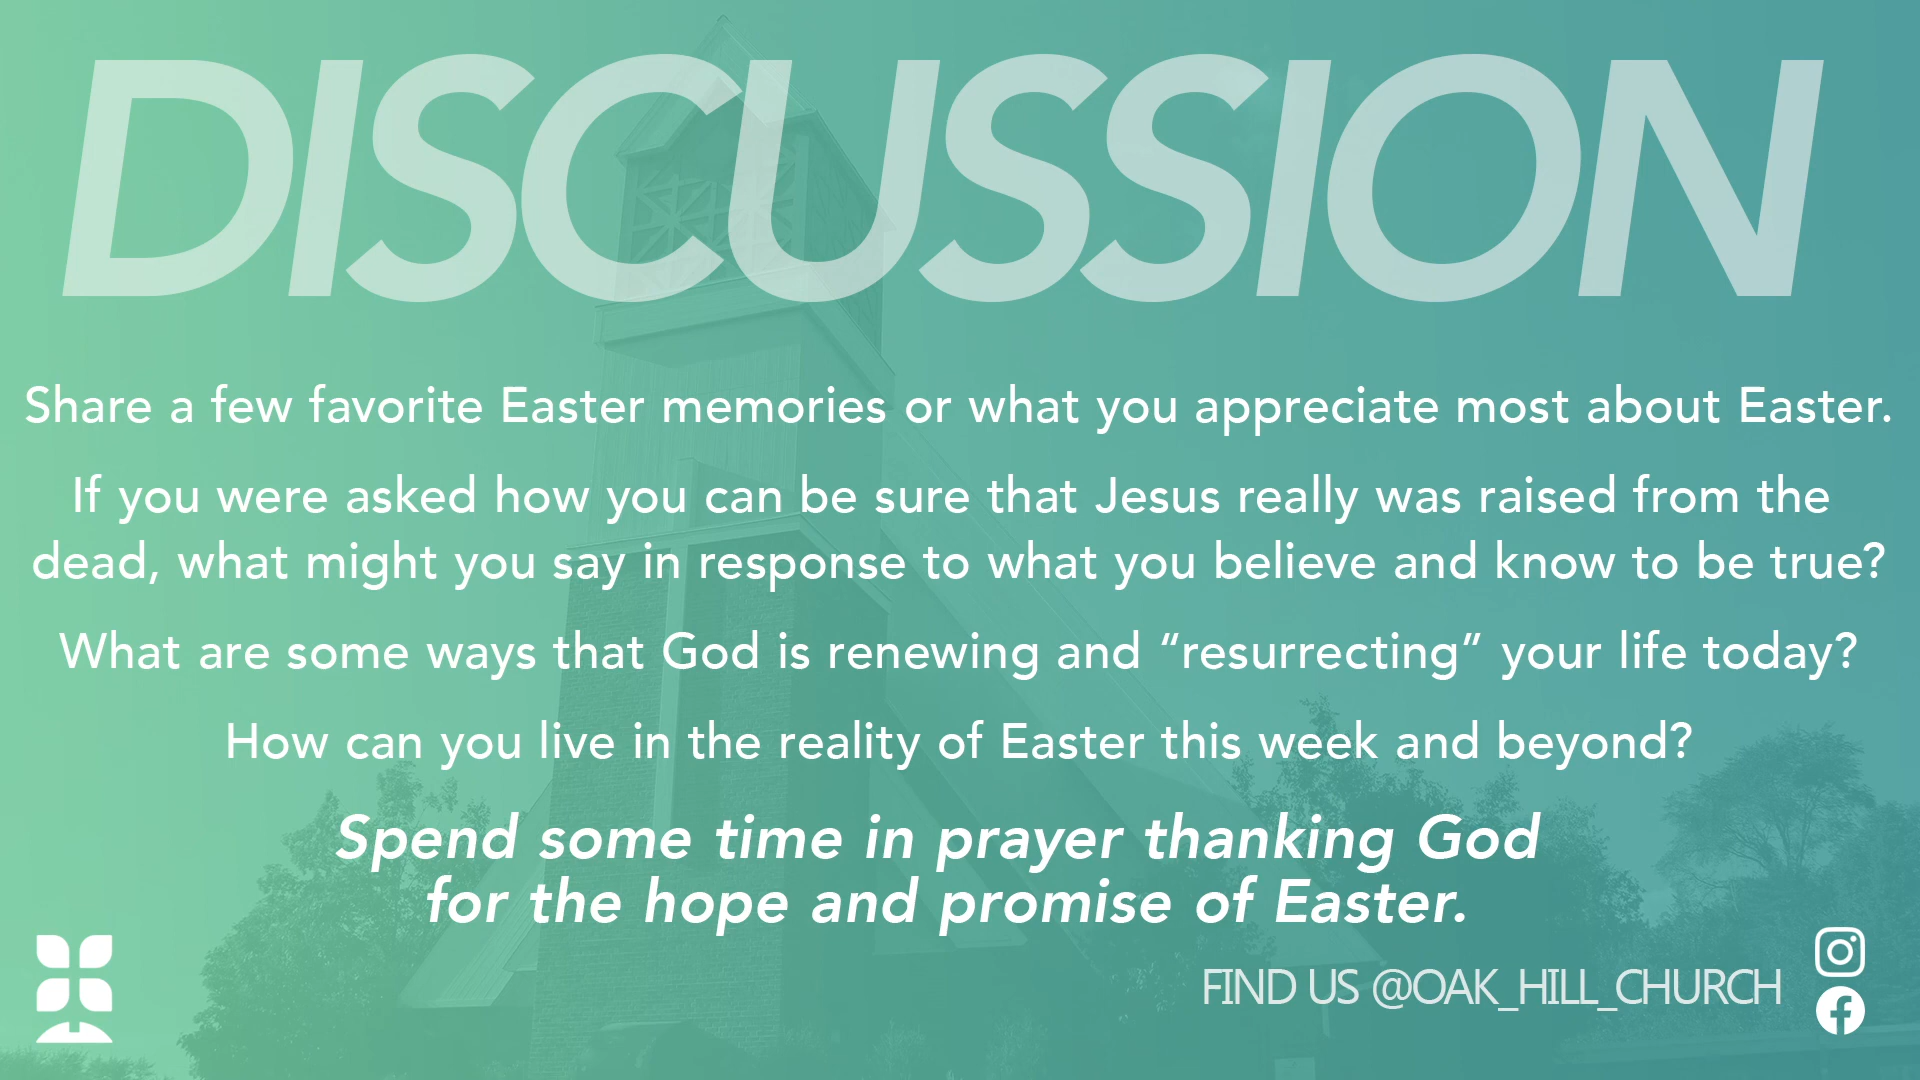 DISCUSSION
Share a few favorite Easter memories or what you appreciate most about Easter.
If you were asked how you can be sure that Jesus really was raised from the
dead, what might you say in response to what you believe and know to be true?
What are some ways that God is renewing and “resurrecting” your life today?
How can you live in the reality of Easter this week and beyond?
Spend some time in prayer thanking God
for the hope and promise of Easter.
FIND US @OAK_HILL_CHURCH